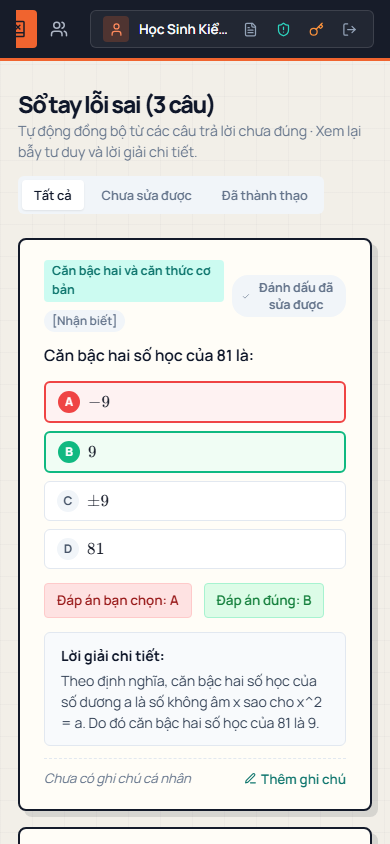 Học Sinh Kiể...
Sổ tay lỗi sai (3 câu)
Tự động đồng bộ từ các câu trả lời chưa đúng · Xem lại
bẫy tư duy và lời giải chi tiết.
Tất cả
Chưa sửa được
Đã thành thạo
Căn bậc hai và căn thức cơ
bản
Đánh dấu đã
sửa được
[Nhận biết]
Căn bậc hai số học của 81 là:
A −9
B 9
C ±9
D 81
Đáp án bạn chọn: A
Đáp án đúng: B
Lời giải chi tiết:
Theo định nghĩa, căn bậc hai số học của
số dương a là số không âm x sao cho x^2
= a. Do đó căn bậc hai số học của 81 là 9.
Chưa có ghi chú cá nhân
Thêm ghi chú